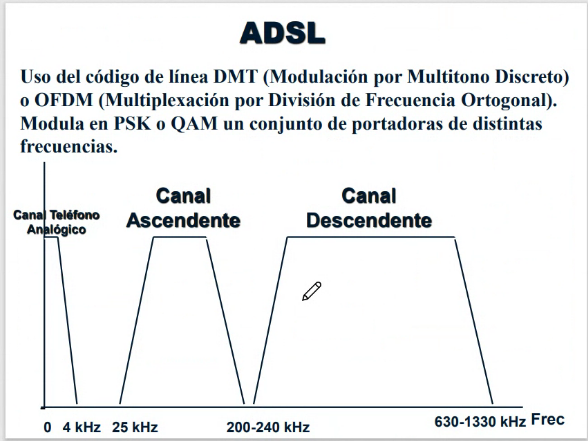 ADSL
Uso del código de línea DMT (Modulación por Multitono Discreto)
o OFDM (Multiplexación por División de Frecuencia Ortogonal).
Modula en PSK o QAM un conjunto de portadoras de distintas
frecuencias.
Canal Teléfono
Analógico
Canal
Ascendente
Canal
Descendente
0 4 kHz 25 kHz 200-240 kHz 630-1330 kHz Frec